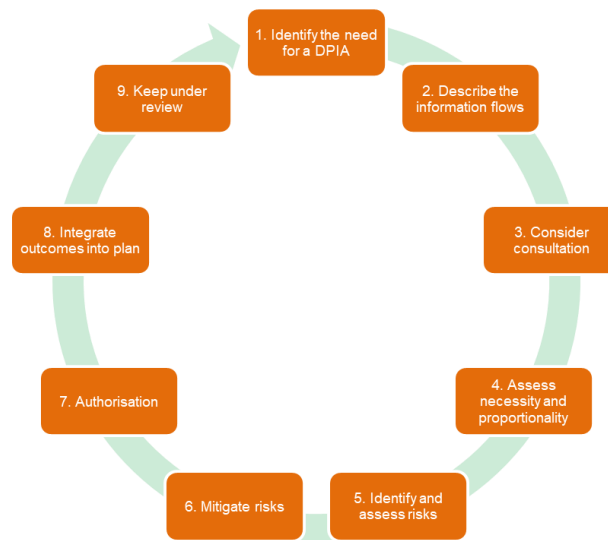 1. Identify the need
for a DPIA
2. Describe the
information flows
3. Consider
consultation
4. Assess
necessity and
proportionality
5. Identify and
assess risks
6. Mitigate risks
7. Authorisation
8. Integrate
outcomes into plan
9. Keep under
review